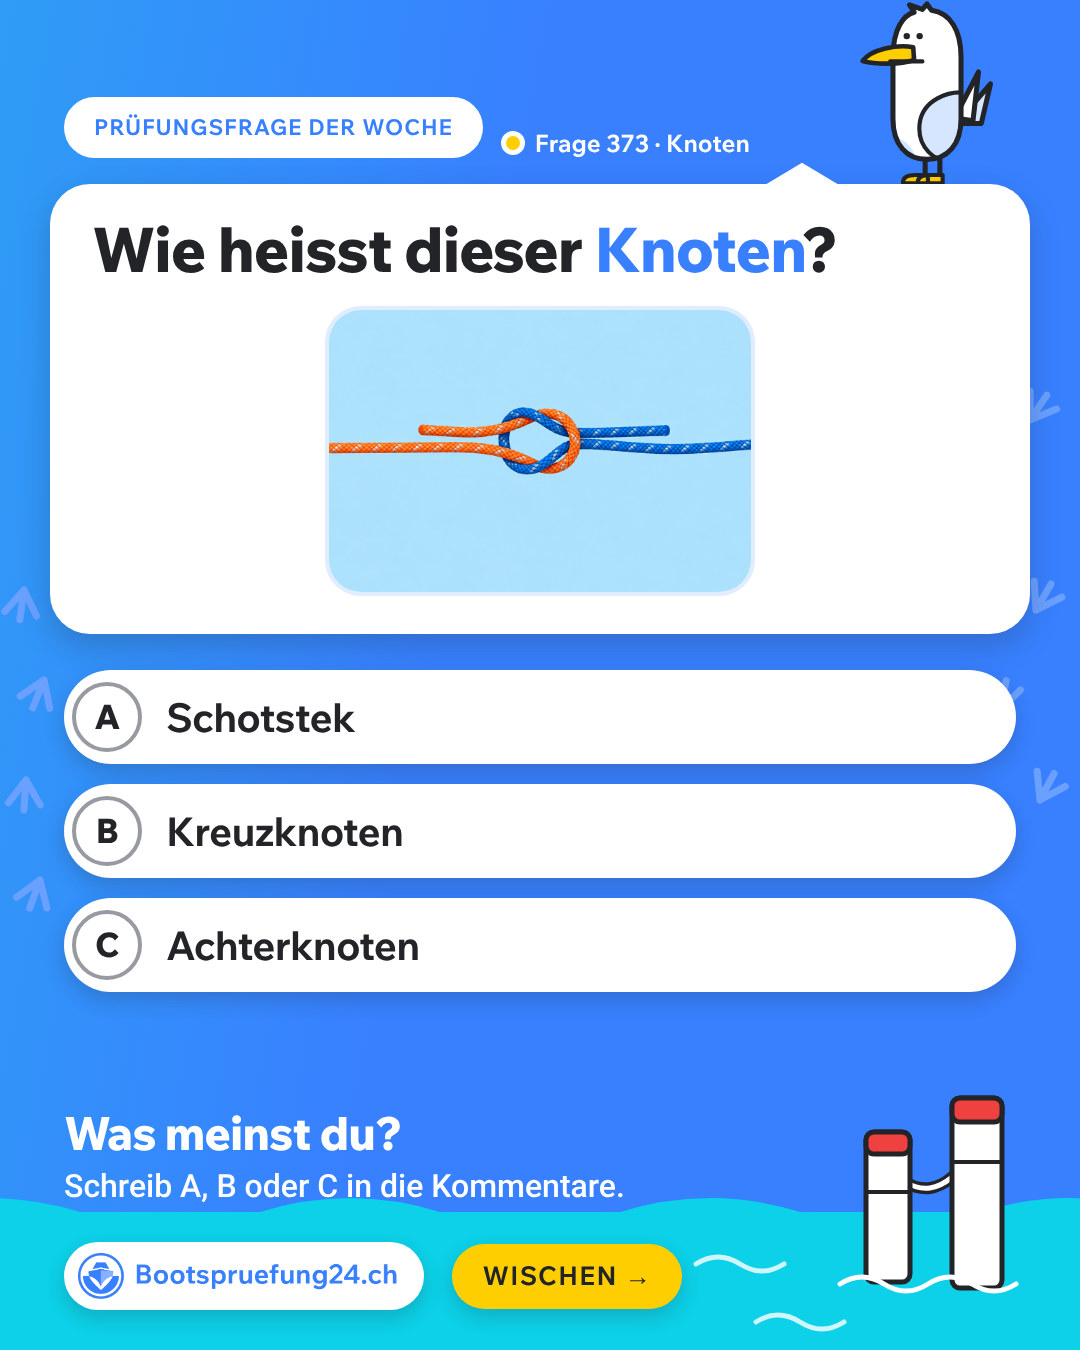 PRÜFUNGSFRAGE DER WOCHE
Frage 373 · Knoten
Wie heisst dieser Knoten?
A Schotstek
B Kreuzknoten
C Achterknoten
Was meinst du?
Schreib A, B oder C in die Kommentare.
Bootspruefung24.ch
WISCHEN →